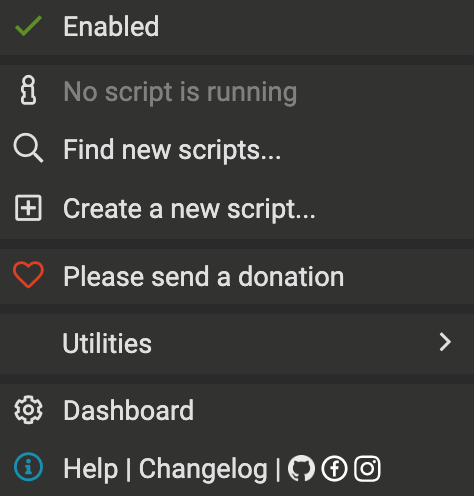 Enabled
No script is running
Find new scripts...
Create a new script...
Please send a donation
Utilities
Dashboard
Help | Changelog |